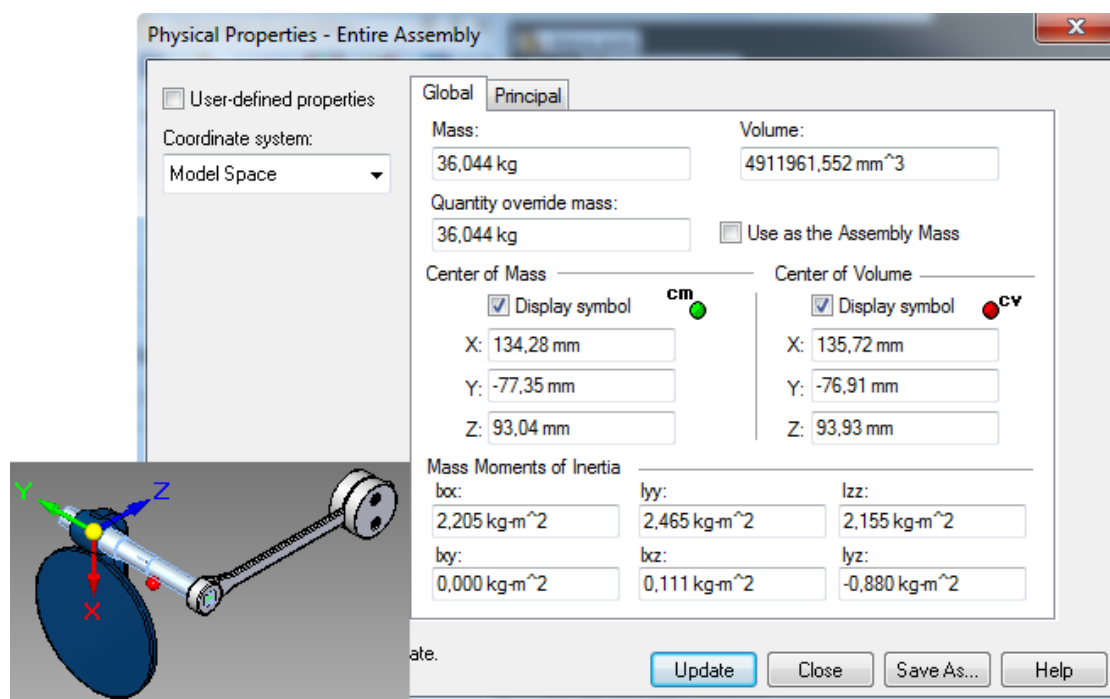 Physical Properties - Entire Assembly
x
User-defined properties
Coordinate system:
Model Space
Global Principal
Mass: Volume:
36,044 kg 4911961,552 mm^3
Quantity override mass:
36,044 kg Use as the Assembly Mass
Center of Mass Center of Volume
Display symbol cm Display symbol cv
X: 134,28 mm X: 135,72 mm
Y: -77,35 mm Y: -76,91 mm
Z: 93,04 mm Z: 93,93 mm
Mass Moments of Inertia
Ixx: Iyy: Izz:
2,205 kg-m^2 2,465 kg-m^2 2,155 kg-m^2
Ixy: Ixz: Iyz:
0,000 kg-m^2 0,111 kg-m^2 -0,880 kg-m^2
Y Z
X
ate.
Update Close Save As... Help